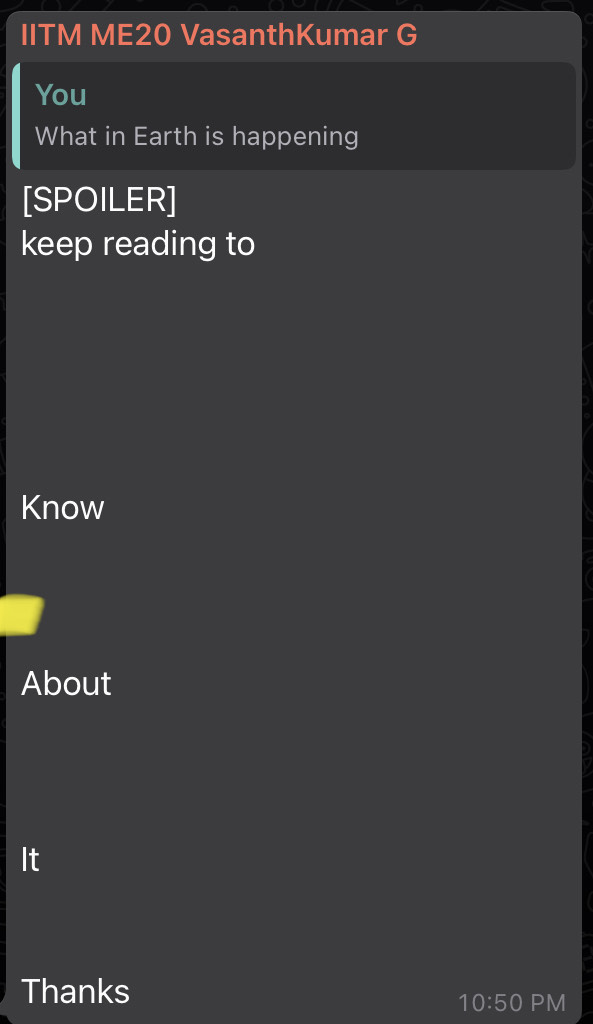 IITM ME20 VasanthKumar G
You
What in Earth is happening
[SPOILER]
keep reading to
Know
About
It
Thanks
10:50 PM